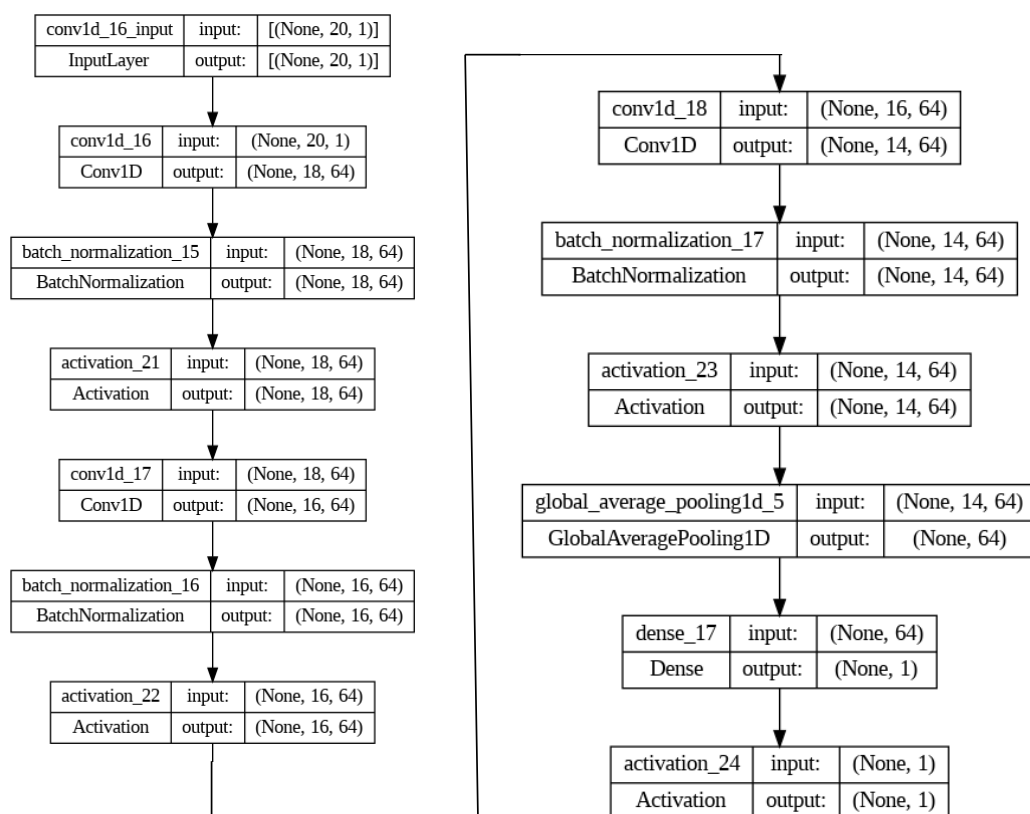 conv1d_16_input input: [(None, 20, 1)]
InputLayer output: [(None, 20, 1)]
conv1d_16 input: (None, 20, 1)
Conv1D output: (None, 18, 64)
batch_normalization_15 input: (None, 18, 64)
BatchNormalization output: (None, 18, 64)
activation_21 input: (None, 18, 64)
Activation output: (None, 18, 64)
conv1d_17 input: (None, 18, 64)
Conv1D output: (None, 16, 64)
batch_normalization_16 input: (None, 16, 64)
BatchNormalization output: (None, 16, 64)
activation_22 input: (None, 16, 64)
Activation output: (None, 16, 64)
conv1d_18 input: (None, 16, 64)
Conv1D output: (None, 14, 64)
batch_normalization_17 input: (None, 14, 64)
BatchNormalization output: (None, 14, 64)
activation_23 input: (None, 14, 64)
Activation output: (None, 14, 64)
global_average_pooling1d_5 input: (None, 14, 64)
GlobalAveragePooling1D output: (None, 64)
dense_17 input: (None, 64)
Dense output: (None, 1)
activation_24 input: (None, 1)
Activation output: (None, 1)